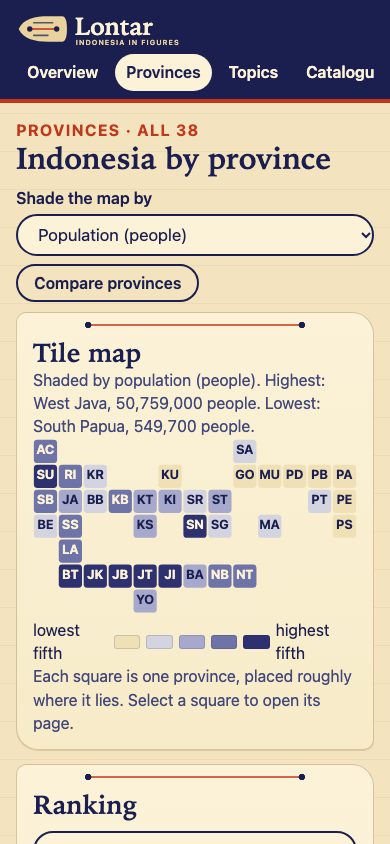 Lontar
INDONESIA IN FIGURES
Overview Provinces Topics Catalogu
PROVINCES · ALL 38
Indonesia by province
Shade the map by
Population (people)
Compare provinces
Tile map
Shaded by population (people). Highest:
West Java, 50,759,000 people. Lowest:
South Papua, 549,700 people.
AC SA
SU RI KR KU GO MU PD PB PA
SB JA BB KB KT KI SR ST PT PE
BE SS KS SN SG MA PS
LA
BT JK JB JT JI BA NB NT
YO
lowest fifth
highest fifth
Each square is one province, placed roughly
where it lies. Select a square to open its
page.
Ranking